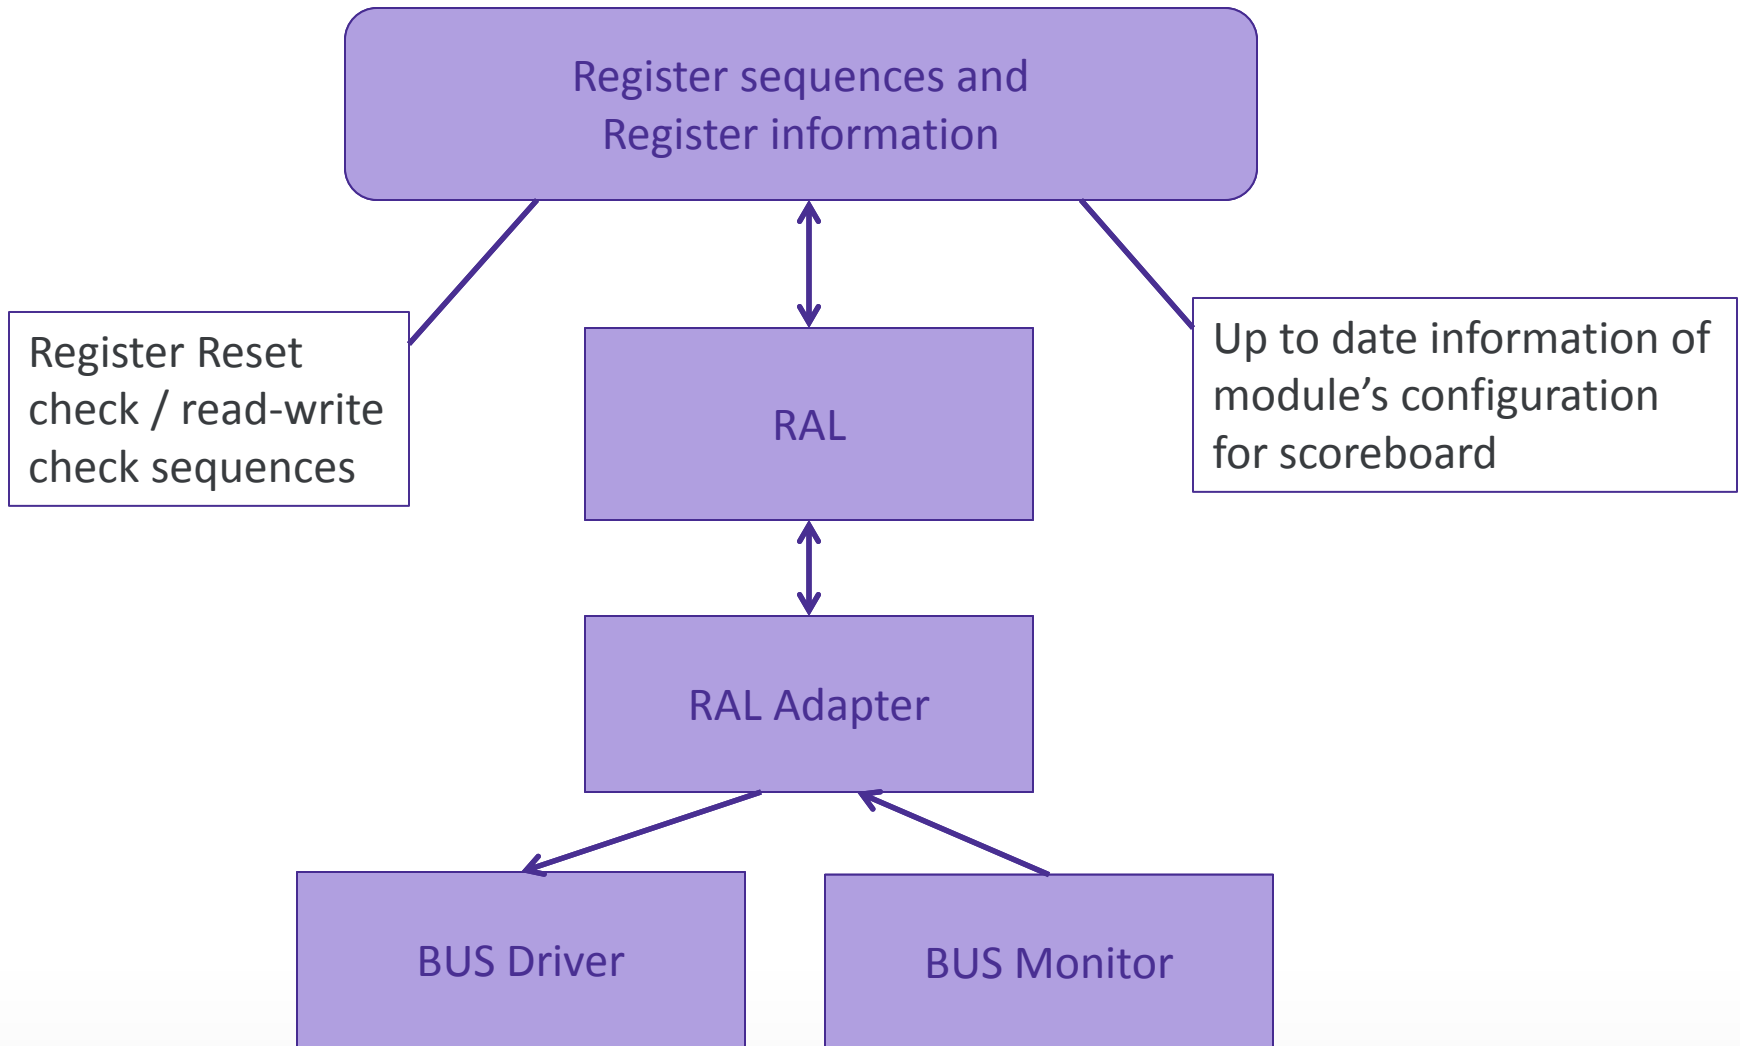 Register sequences and
Register information
Register Reset
check / read-write
check sequences
RAL
Up to date information of
module’s configuration
for scoreboard
RAL Adapter
BUS Driver
BUS Monitor